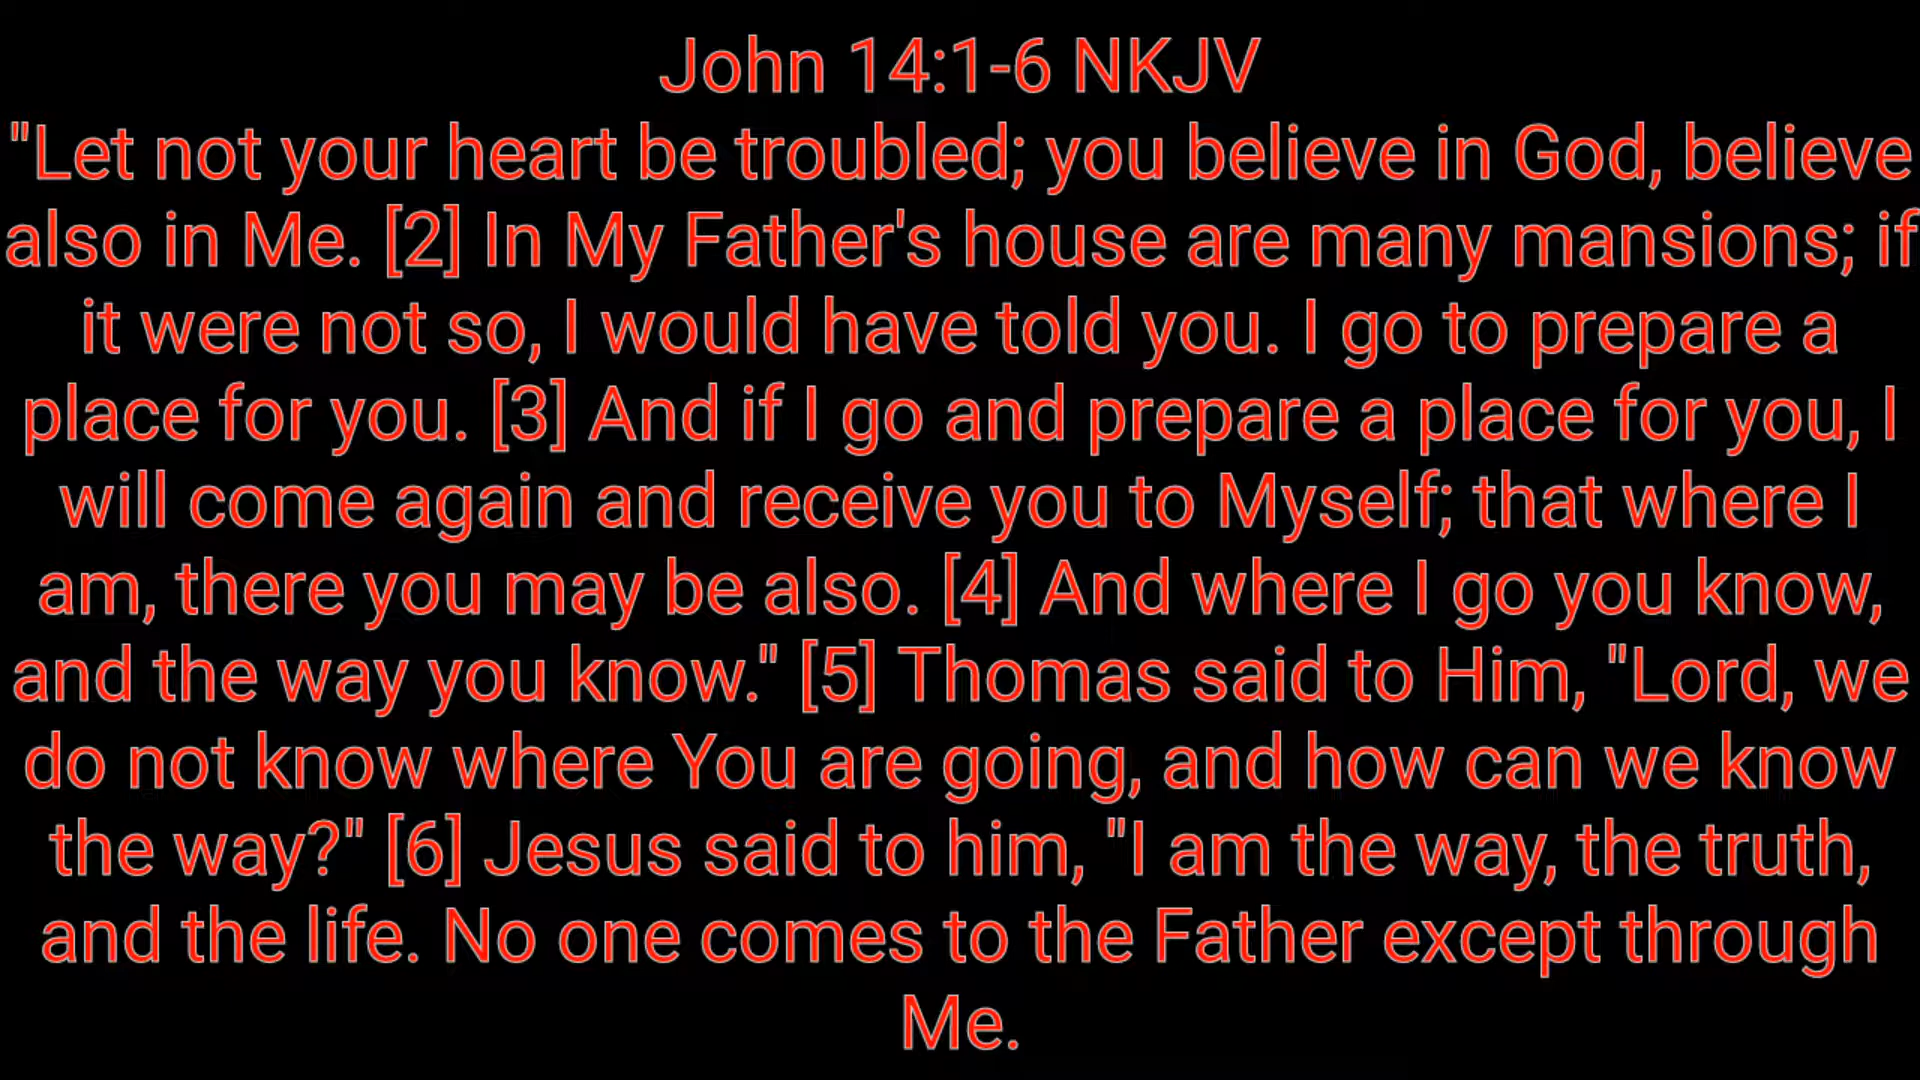 John 14:1-6 NKJV
"Let not your heart be troubled; you believe in God, believe
also in Me. [2] In My Father's house are many mansions; if
it were not so, I would have told you. I go to prepare a
place for you. [3] And if I go and prepare a place for you, I
will come again and receive you to Myself; that where I
am, there you may be also. [4] And where I go you know,
and the way you know." [5] Thomas said to Him, "Lord, we
do not know where You are going, and how can we know
the way?" [6] Jesus said to him, "I am the way, the truth,
and the life. No one comes to the Father except through
Me.